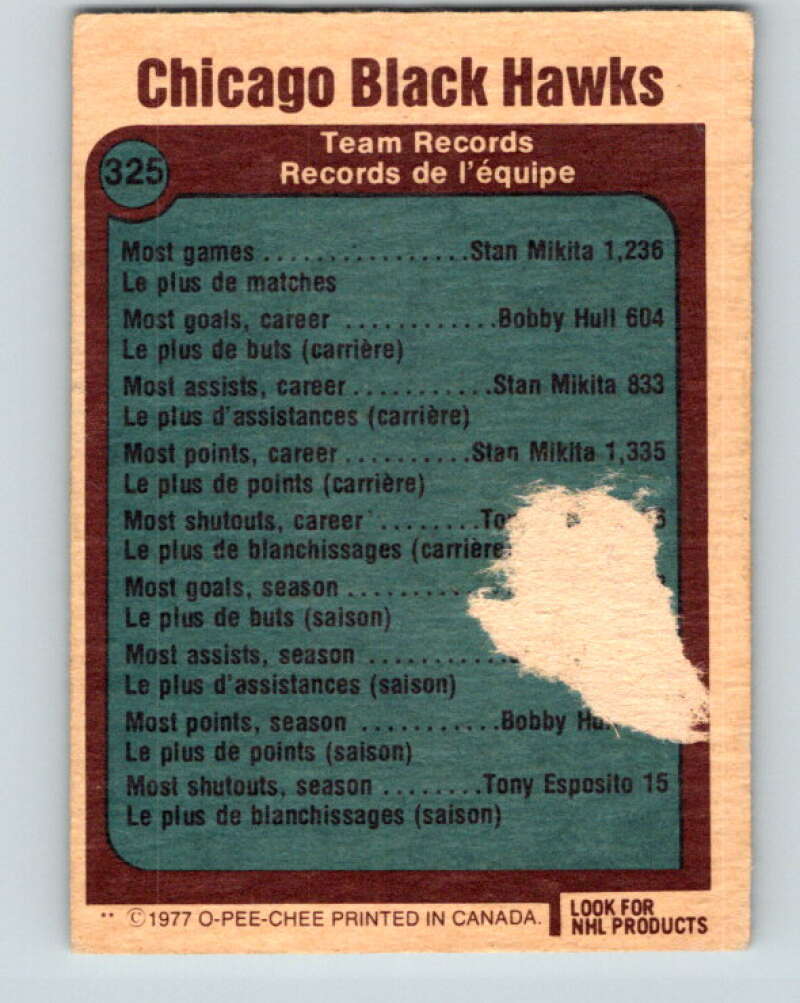 Chicago Black Hawks
325
Team Records
Records de l'équipe
Most games ................Stan Mikita 1,236
Le plus de matches
Most goals, career ............Bobby Hull 604
Le plus de buts (carrière)
Most assists, career...........Stan Mikita 833
Le plus d'assistances (carrière)
Most points, career ..........Stan Mikita 1,335
Le plus de points (carrière)
Most shutouts, career ........
Le plus de blanchissages (carrière
Most goals, season ...........
Le plus de buts (saison)
Most assists, season ..........
Le plus d'assistances (saison)
Most points, season ...........Bobby
Le plus de points (saison)
Most shutouts, season ........Tony Esposito 15
Le plus de blanchissages (saison)
** ©1977 O-PEE-CHEE PRINTED IN CANADA.
LOOK FOR
NHL PRODUCTS